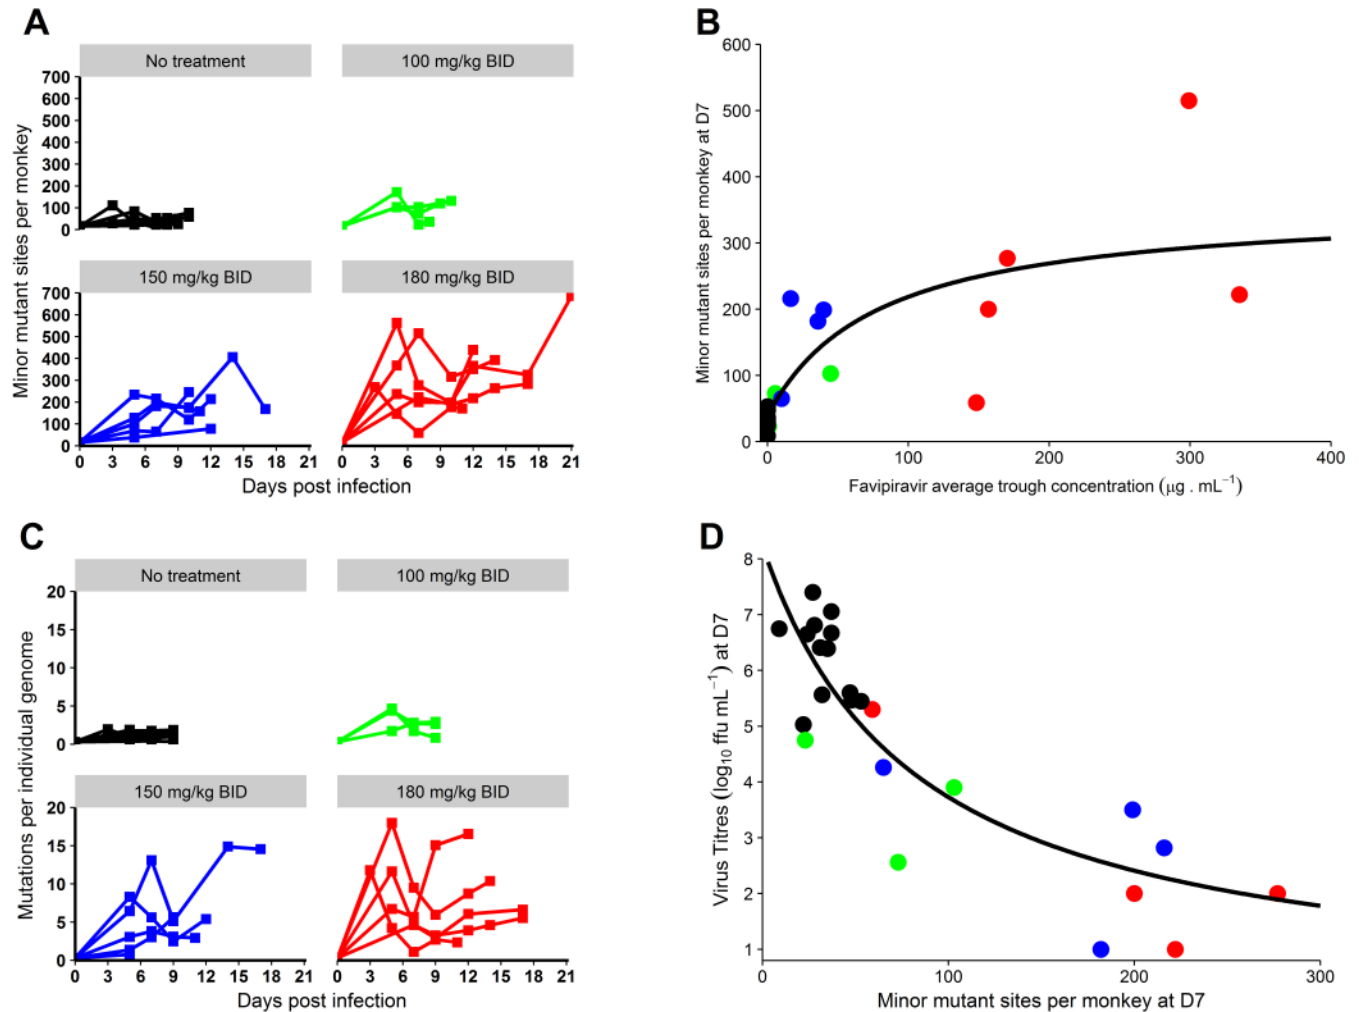 A
No treatment
100 mg/kg BID
700
600
500
400
300
200
100
0
150 mg/kg BID
180 mg/kg BID
700
600
500
400
300
200
100
0
0 3 6 9 12 15 18 21
0 3 6 9 12 15 18 21
Minor mutant sites per monkey
Days post infection
B
600
500
400
300
200
100
0
0 100 200 300 400
Minor mutant sites per monkey at D7
Favipiravir average trough concentration (μg . mL⁻¹)
C
No treatment
100 mg/kg BID
20
15
10
5
0
150 mg/kg BID
180 mg/kg BID
20
15
10
5
0
0 3 6 9 12 15 18 21
0 3 6 9 12 15 18 21
Mutations per individual genome
Days post infection
D
8
7
6
5
4
3
2
1
0 100 200 300
Virus Titres (log₁₀ ffu mL⁻¹) at D7
Minor mutant sites per monkey at D7